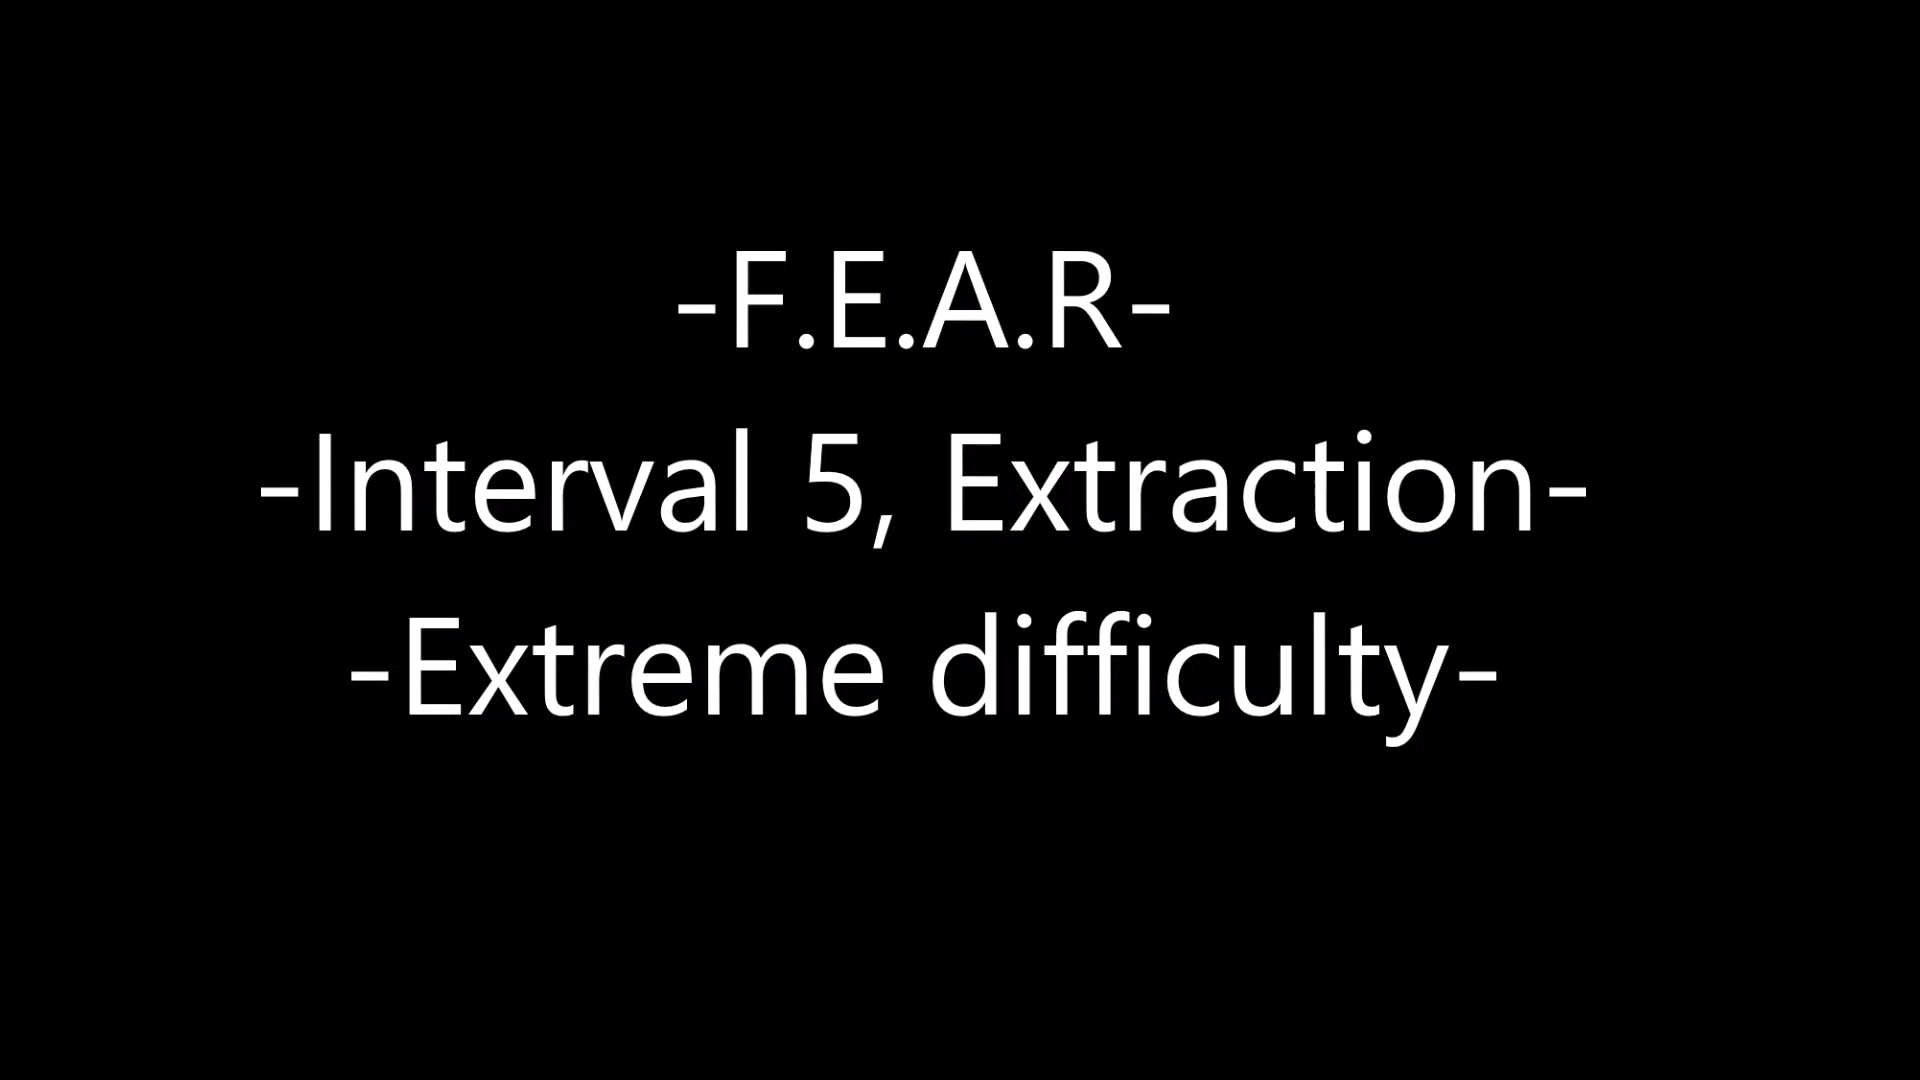 -F.E.A.R-
-Interval 5, Extraction-
-Extreme difficulty-